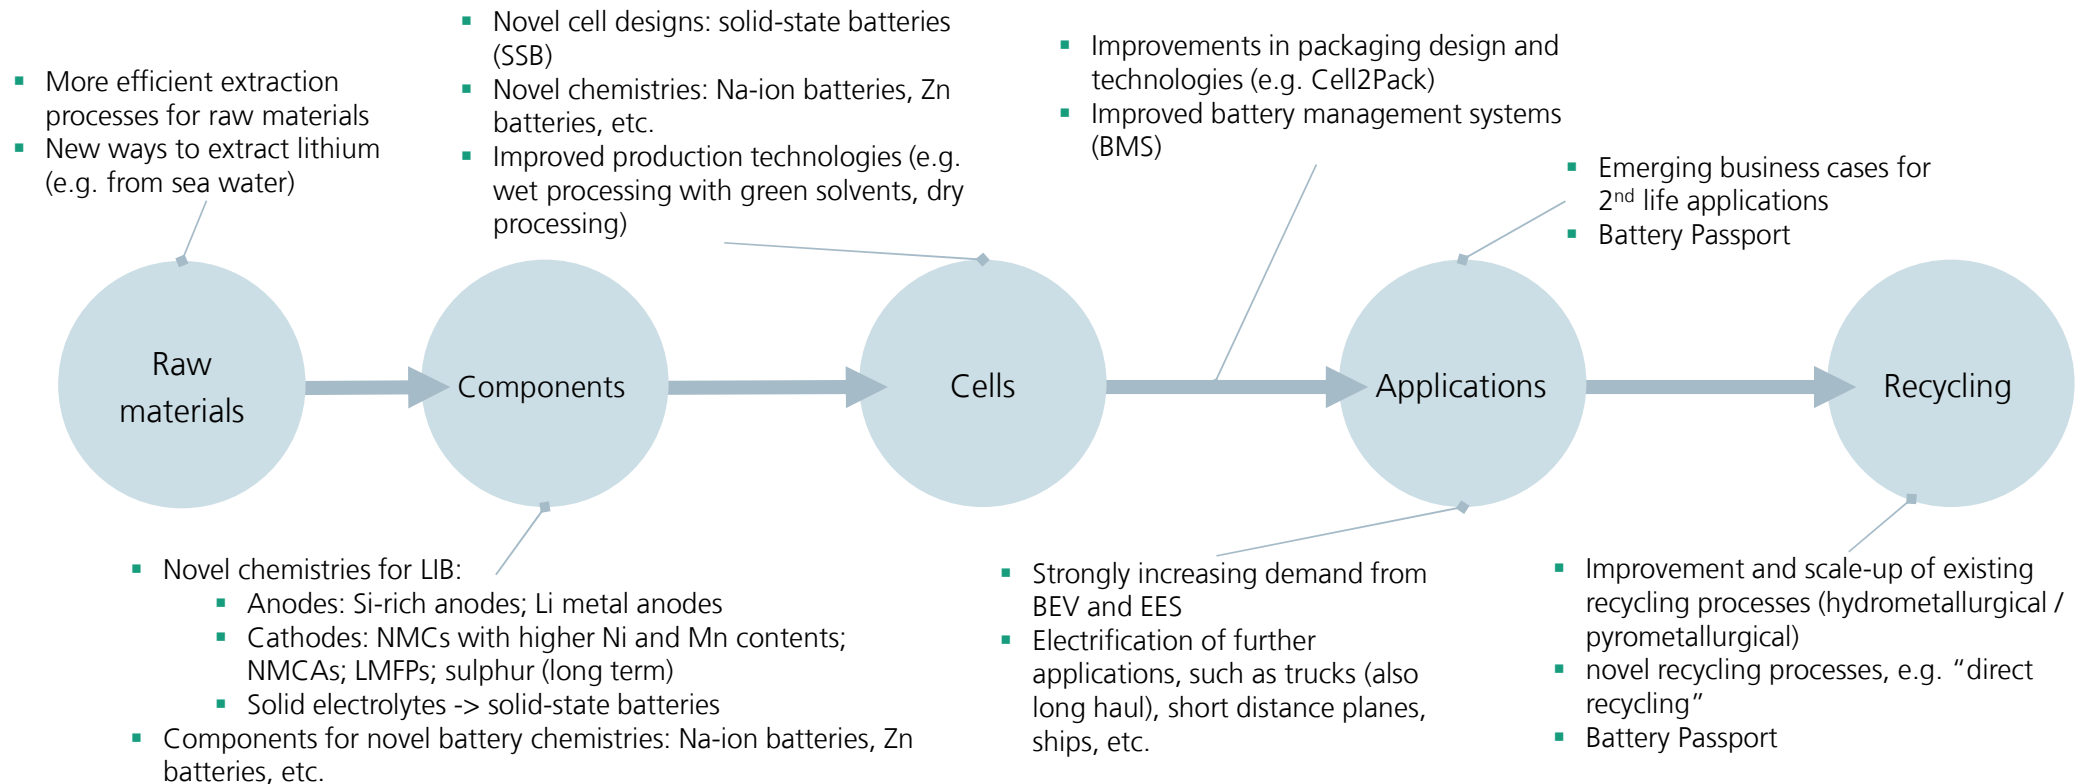 More efficient extraction
processes for raw materials
New ways to extract lithium
(e.g. from sea water)
Novel cell designs: solid-state batteries
(SSB)
Novel chemistries: Na-ion batteries, Zn
batteries, etc.
Improved production technologies (e.g.
wet processing with green solvents, dry
processing)
Improvements in packaging design and
technologies (e.g. Cell2Pack)
Improved battery management systems
(BMS)
Emerging business cases for
2nd life applications
Battery Passport
Raw
materials
Components
Cells
Applications
Recycling
Novel chemistries for LIB:
Anodes: Si-rich anodes; Li metal anodes
Cathodes: NMCs with higher Ni and Mn contents;
NMCAs; LMFPs; sulphur (long term)
Solid electrolytes -> solid-state batteries
Components for novel battery chemistries: Na-ion batteries, Zn
batteries, etc.
Strongly increasing demand from
BEV and EES
Electrification of further
applications, such as trucks (also
long haul), short distance planes,
ships, etc.
Improvement and scale-up of existing
recycling processes (hydrometallurgical /
pyrometallurgical)
novel recycling processes, e.g. “direct
recycling”
Battery Passport